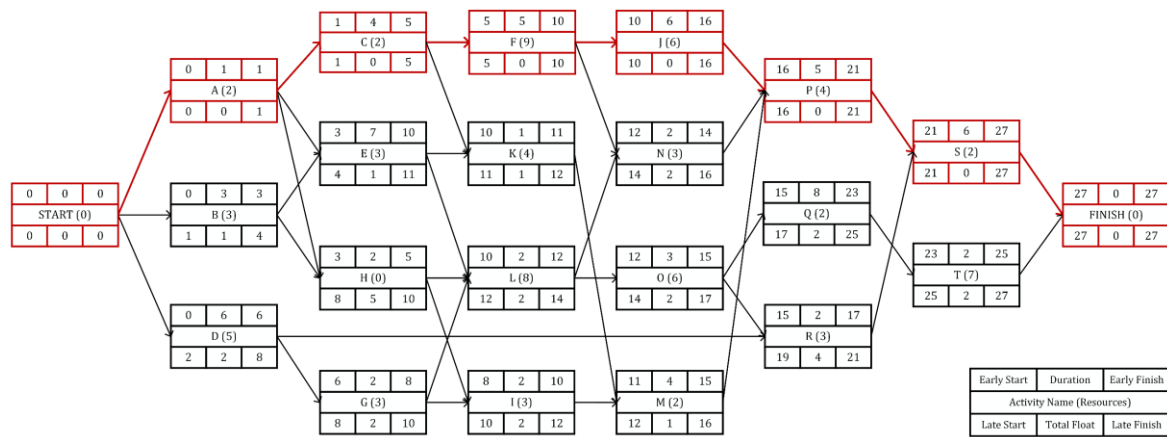 1 4 5
C (2)
1 0 5
5 5 10
F (9)
5 0 10
10 6 16
J (6)
10 0 16
0 1 1
A (2)
0 0 1
16 5 21
P (4)
16 0 21
3 7 10
E (3)
4 1 11
10 1 11
K (4)
11 1 12
12 2 14
N (3)
14 2 16
21 6 27
S (2)
21 0 27
0 0 0
START (0)
0 0 0
0 3 3
B (3)
1 1 4
15 8 23
Q (2)
17 2 25
27 0 27
FINISH (0)
27 0 27
3 2 5
H (0)
8 5 10
10 2 12
L (8)
12 2 14
12 3 15
O (6)
14 2 17
23 2 25
T (7)
25 2 27
0 6 6
D (5)
2 2 8
15 2 17
R (3)
19 4 21
6 2 8
G (3)
8 2 10
8 2 10
I (3)
10 2 12
11 4 15
M (2)
12 1 16
Early Start Duration Early Finish
Activity Name (Resources)
Late Start Total Float Late Finish